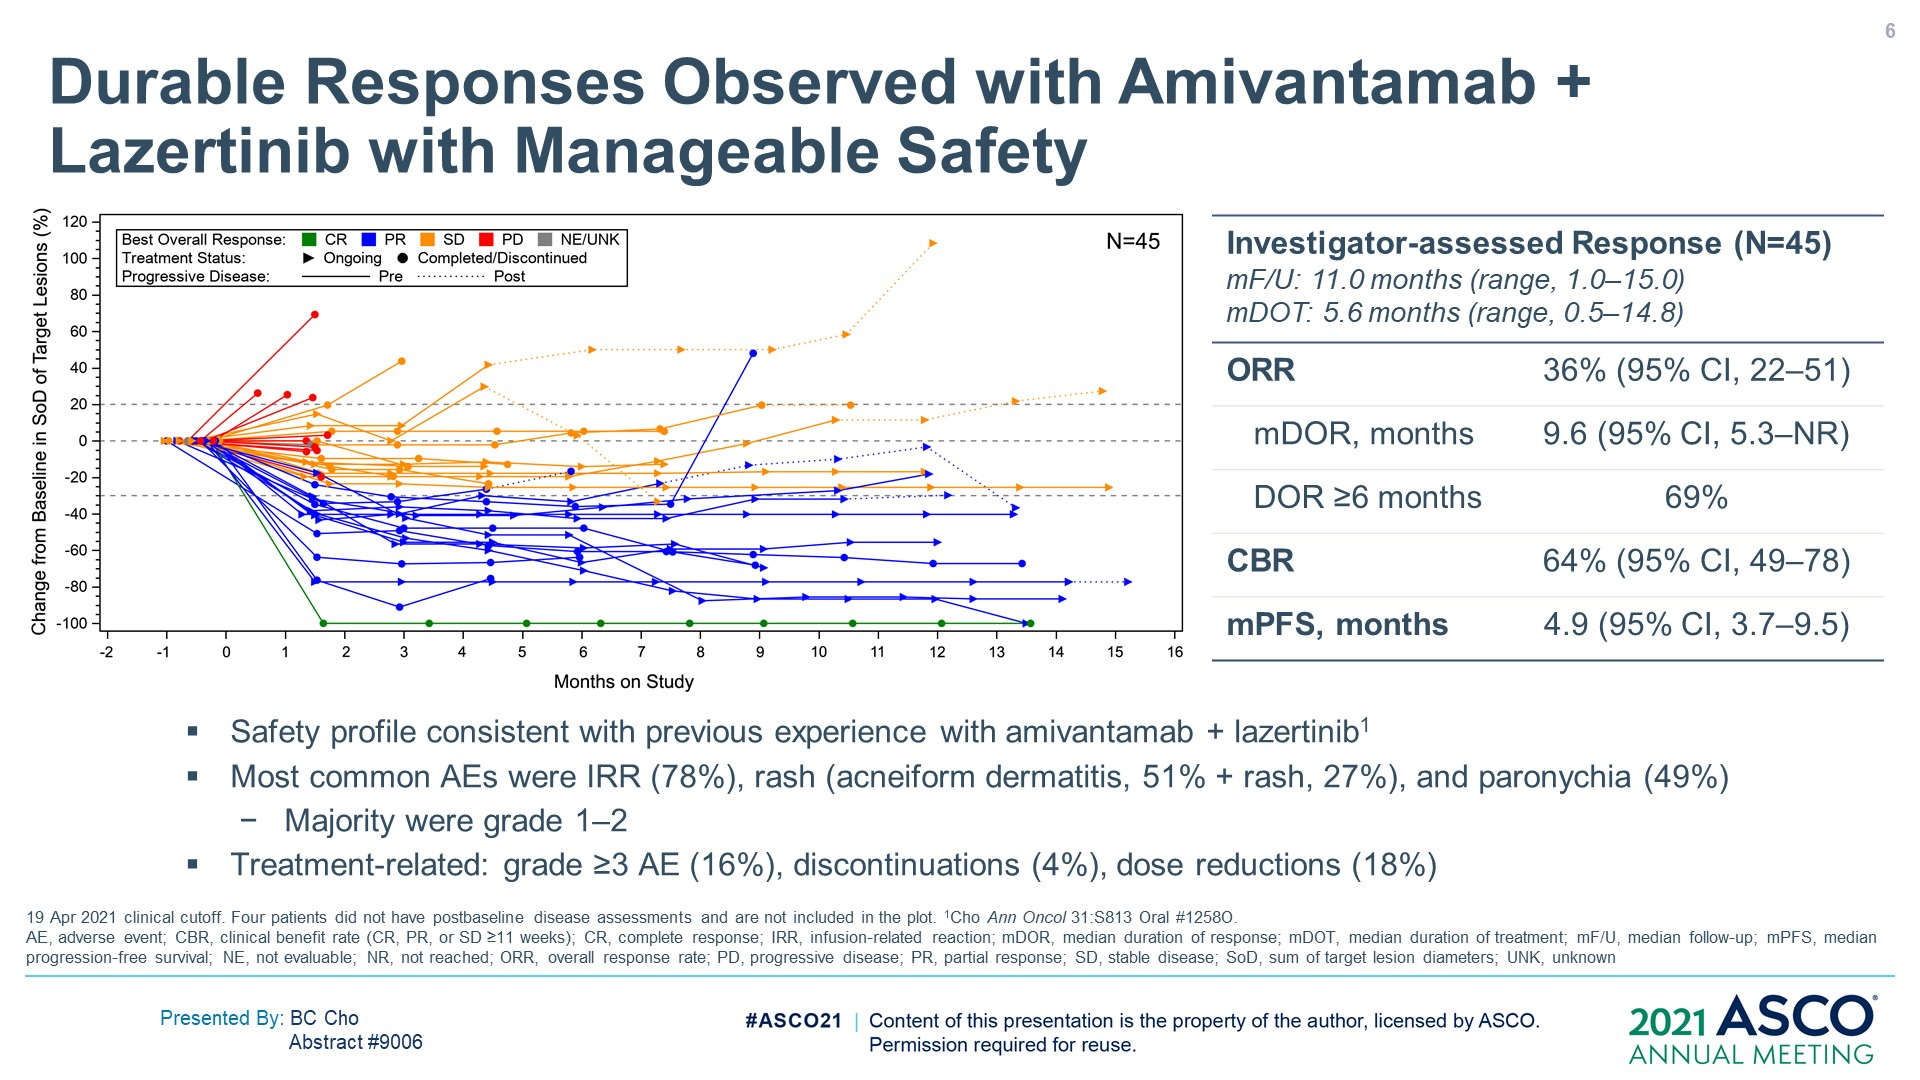 6
Durable Responses Observed with Amivantamab +
Lazertinib with Manageable Safety
Change from Baseline in SoD of Target Lesions (%)
120
100
80
60
40
20
0
-20
-40
-60
-80
-100
Best Overall Response: CR PR SD PD NE/UNK
Treatment Status: Ongoing Completed/Discontinued
Progressive Disease: Pre Post
N=45
-2 -1 0 1 2 3 4 5 6 7 8 9 10 11 12 13 14 15 16
Months on Study
Investigator-assessed Response (N=45)
mF/U: 11.0 months (range, 1.0–15.0)
mDOT: 5.6 months (range, 0.5–14.8)
ORR 36% (95% CI, 22–51)
mDOR, months 9.6 (95% CI, 5.3–NR)
DOR ≥6 months 69%
CBR 64% (95% CI, 49–78)
mPFS, months 4.9 (95% CI, 3.7–9.5)
▪ Safety profile consistent with previous experience with amivantamab + lazertinib¹
▪ Most common AEs were IRR (78%), rash (acneiform dermatitis, 51% + rash, 27%), and paronychia (49%)
− Majority were grade 1–2
▪ Treatment-related: grade ≥3 AE (16%), discontinuations (4%), dose reductions (18%)
19 Apr 2021 clinical cutoff. Four patients did not have postbaseline disease assessments and are not included in the plot. ¹Cho Ann Oncol 31:S813 Oral #1258O.
AE, adverse event; CBR, clinical benefit rate (CR, PR, or SD ≥11 weeks); CR, complete response; IRR, infusion-related reaction; mDOR, median duration of response; mDOT, median duration of treatment; mF/U, median follow-up; mPFS, median
progression-free survival; NE, not evaluable; NR, not reached; ORR, overall response rate; PD, progressive disease; PR, partial response; SD, stable disease; SoD, sum of target lesion diameters; UNK, unknown
Presented By: BC Cho
Abstract #9006
#ASCO21 | Content of this presentation is the property of the author, licensed by ASCO.
Permission required for reuse.
2021 ASCO®
ANNUAL MEETING